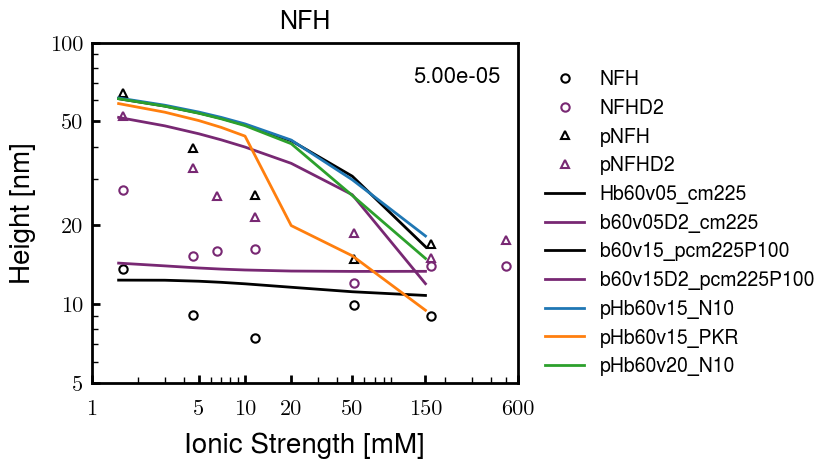 NFH
100
50
20
10
5
1
5
10
20
50
150
600
Height [nm]
Ionic Strength [mM]
5.00e-05
NFH
NFHD2
pNFH
pNFHD2
Hb60v05_cm225
b60v05D2_cm225
b60v15_pcm225P100
b60v15D2_pcm225P100
pHb60v15_N10
pHb60v15_PKR
pHb60v20_N10